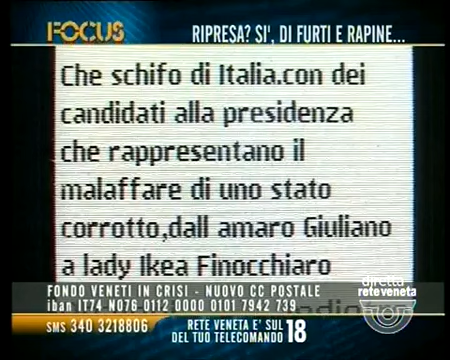 FOCUS
RIPRESA? SI', DI FURTI E RAPINE...
Che schifo di Italia.con dei
candidati alla presidenza
che rappresentano il
malaffare di uno stato
corrotto,dall amaro Giuliano
a lady Ikea Finocchiaro
diretta
reteveneta
FONDO VENETI IN CRISI - NUOVO CC POSTALE
iban IT74 N076 0112 0000 0101 7942 739
SMS 340 3218806
RETE VENETA E' SUL
DEL TUO TELECOMANDO 18